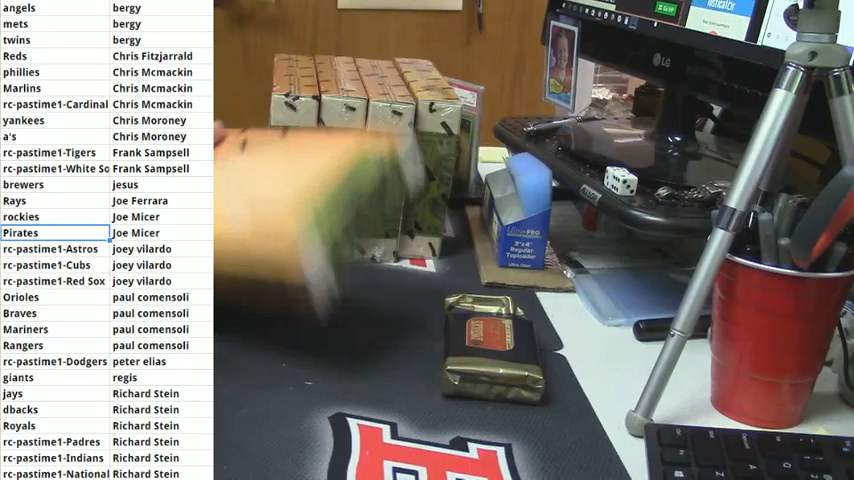 angels bergy
mets bergy
twins bergy
Reds Chris Fitzjarrald
phillies Chris Mcmackin
Marlins Chris Mcmackin
rc-pastime1-Cardinal Chris Mcmackin
yankees Chris Moroney
a's Chris Moroney
rc-pastime1-Tigers Frank Sampsell
rc-pastime1-White So Frank Sampsell
brewers jesus
Rays Joe Ferrara
rockies Joe Micer
Pirates Joe Micer
rc-pastime1-Astros joey vilardo
rc-pastime1-Cubs joey vilardo
rc-pastime1-Red Sox joey vilardo
Orioles paul comensoli
Braves paul comensoli
Mariners paul comensoli
Rangers paul comensoli
rc-pastime1-Dodgers peter elias
giants regis
jays Richard Stein
dbacks Richard Stein
Royals Richard Stein
rc-pastime1-Padres Richard Stein
rc-pastime1-Indians Richard Stein
rc-pastime1-National Richard Stein
LG
Ultra PRO
3" x 4"
Regular
Toploader